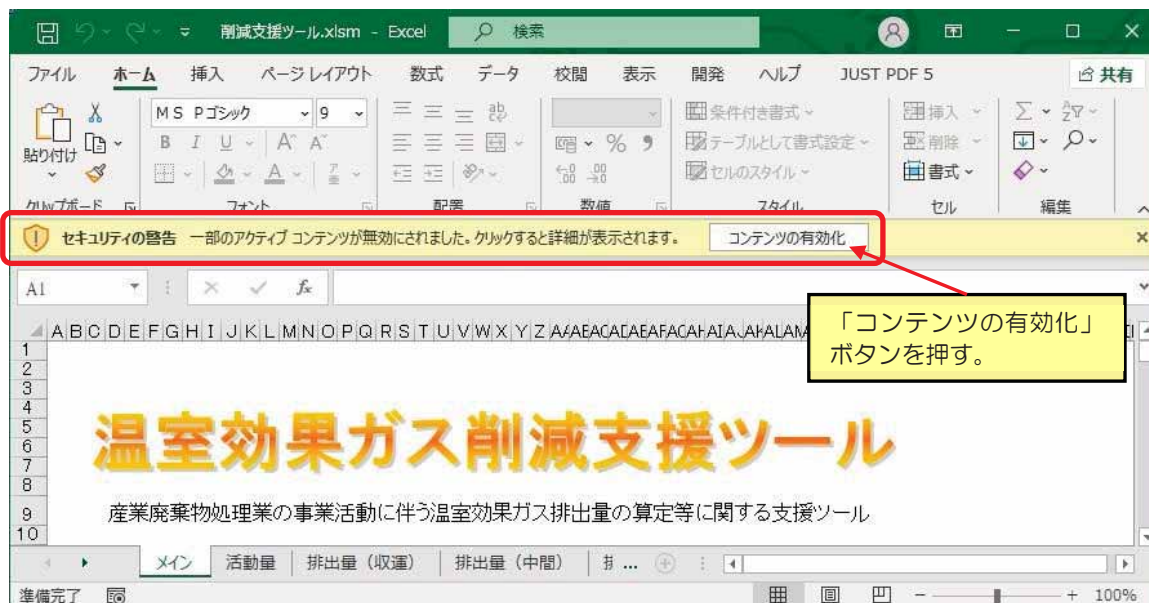 削減支援ツール.xlsm - Excel 検索
ファイル ホーム 挿入 ページ レイアウト 数式 データ 校閲 表示 開発 ヘルプ JUST PDF 5 共有
貼り付け
MS Pゴシック 9
B I U A A
% 9
条件付き書式
テーブルとして書式設定
セルのスタイル
挿入
削除
書式
クリップボード フォント 配置 数値 スタイル セル 編集
セキュリティの警告 一部のアクティブ コンテンツが無効にされました。クリックすると詳細が表示されます。 コンテンツの有効化
A1 fx
「コンテンツの有効化」
ボタンを押す。
A B C D E F G H I J K L M N O P Q R S T U V W X Y Z
1
2
3
4
5
6
7
8
9
10
温室効果ガス削減支援ツール
産業廃棄物処理業の事業活動に伴う温室効果ガス排出量の算定等に関する支援ツール
メイン 活動量 排出量（収運） 排出量（中間） ...
準備完了 100%